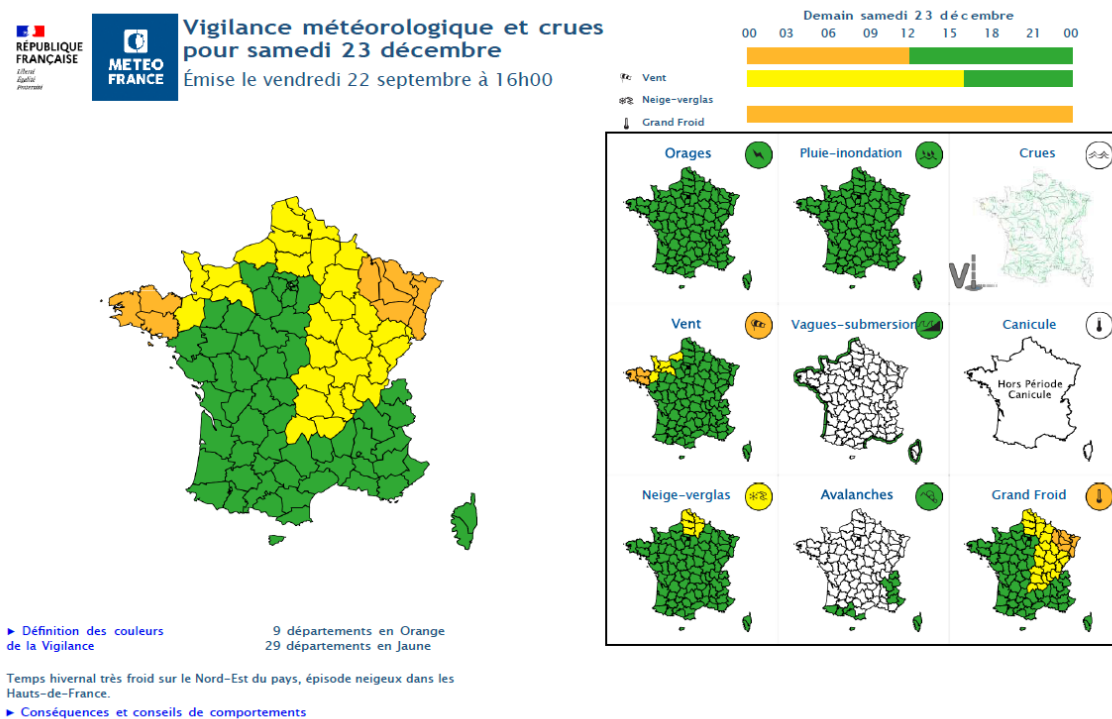 RÉPUBLIQUE
FRANÇAISE
Liberté
Égalité
Fraternité
METEO
FRANCE
Vigilance météorologique et crues
pour samedi 23 décembre
Émise le vendredi 22 septembre à 16h00
Demain samedi 23 décembre
00 03 06 09 12 15 18 21 00
Vent
Neige-verglas
Grand Froid
Orages
Pluie-inondation
Crues
Vent
Vagues-submersion
Canicule
Hors Période
Canicule
Neige-verglas
Avalanches
Grand Froid
► Définition des couleurs
de la Vigilance
9 départements en Orange
29 départements en Jaune
Temps hivernal très froid sur le Nord-Est du pays, épisode neigeux dans les
Hauts-de-France.
► Conséquences et conseils de comportements